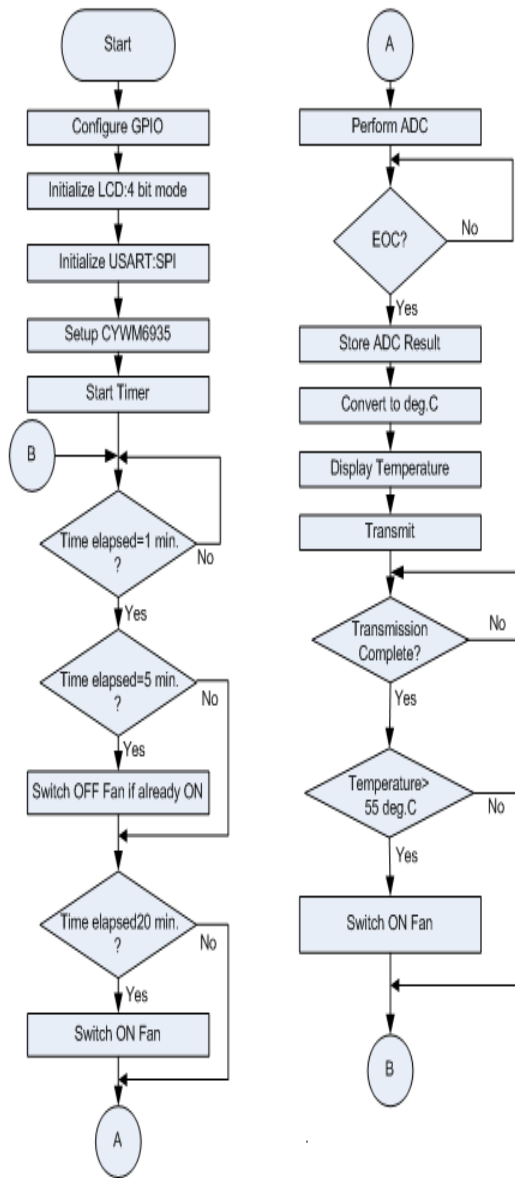 Start
Configure GPIO
Initialize LCD:4 bit mode
Initialize USART:SPI
Setup CYWM6935
Start Timer
B
Time elapsed=1 min.
?
No
Yes
Time elapsed=5 min.
?
No
Yes
Switch OFF Fan if already ON
Time elapsed20 min.
?
No
Yes
Switch ON Fan
A
A
Perform ADC
EOC?
No
Yes
Store ADC Result
Convert to deg.C
Display Temperature
Transmit
Transmission
Complete?
No
Yes
Temperature>
55 deg.C
No
Yes
Switch ON Fan
B